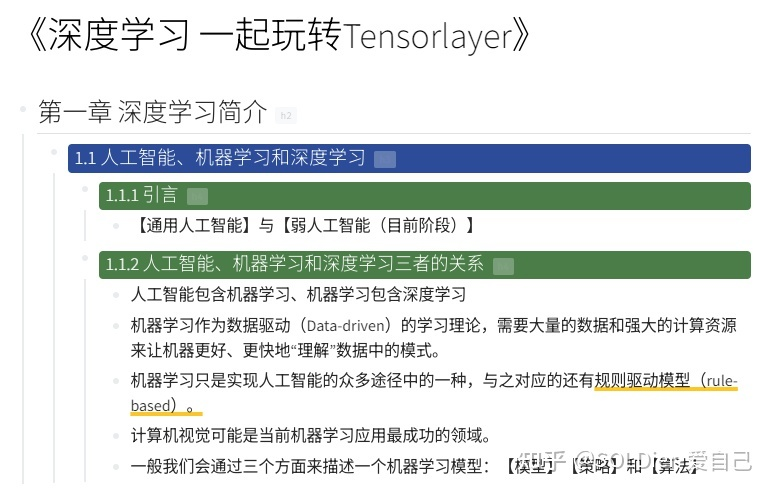 《深度学习 一起玩转Tensorlayer》
第一章 深度学习简介 h2
1.1 人工智能、机器学习和深度学习
1.1.1 引言
【通用人工智能】与【弱人工智能（目前阶段）】
1.1.2 人工智能、机器学习和深度学习三者的关系
人工智能包含机器学习、机器学习包含深度学习
机器学习作为数据驱动（Data-driven）的学习理论，需要大量的数据和强大的计算资源
来让机器更好、更快地“理解”数据中的模式。
机器学习只是实现人工智能的众多途径中的一种，与之对应的还有规则驱动模型（rule-
based）。
计算机视觉可能是当前机器学习应用最成功的领域。
一般我们会通过三个方面来描述一个机器学习模型：【模型】【策略】和【算法】
知乎 爱自己